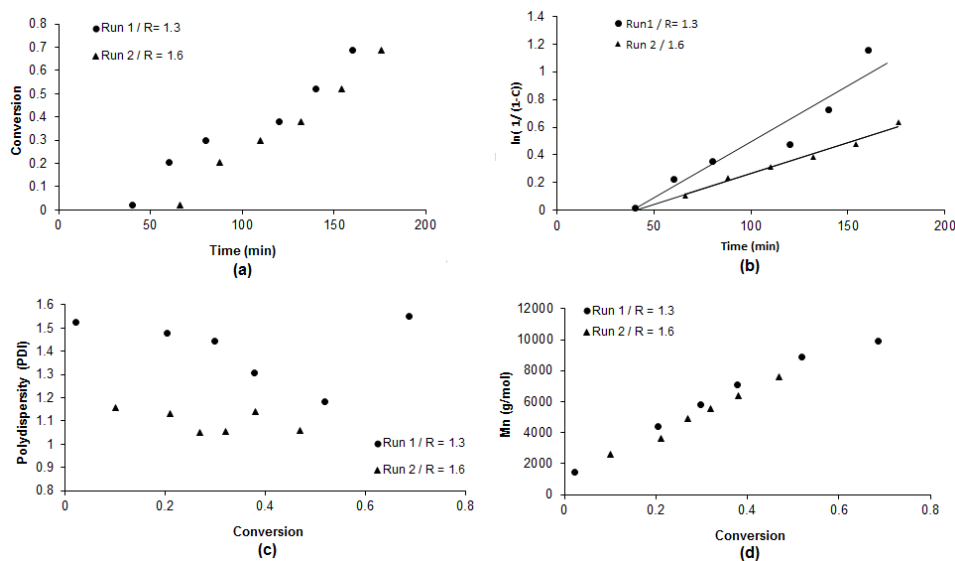 0.8
0.7
0.6
0.5
0.4
0.3
0.2
0.1
0
Conversion
Run 1 / R= 1.3
Run 2 / R = 1.6
0
50
100
150
200
Time (min)
(a)
1.4
1.2
1
0.8
0.6
0.4
0.2
0
ln( 1/ (1-C))
Run1 / R= 1.3
Run 2 / 1.6
0
50
100
150
200
Time (min)
(b)
1.6
1.5
1.4
1.3
1.2
1.1
1
0.9
0.8
Polydispersity (PDI)
Run 1 / R = 1.3
Run 2 / R = 1.6
0
0.2
0.4
0.6
0.8
Conversion
(c)
12000
10000
8000
6000
4000
2000
0
Mn (g/mol)
Run 1 / R = 1.3
Run 2 / R = 1.6
0
0.2
0.4
0.6
0.8
Conversion
(d)